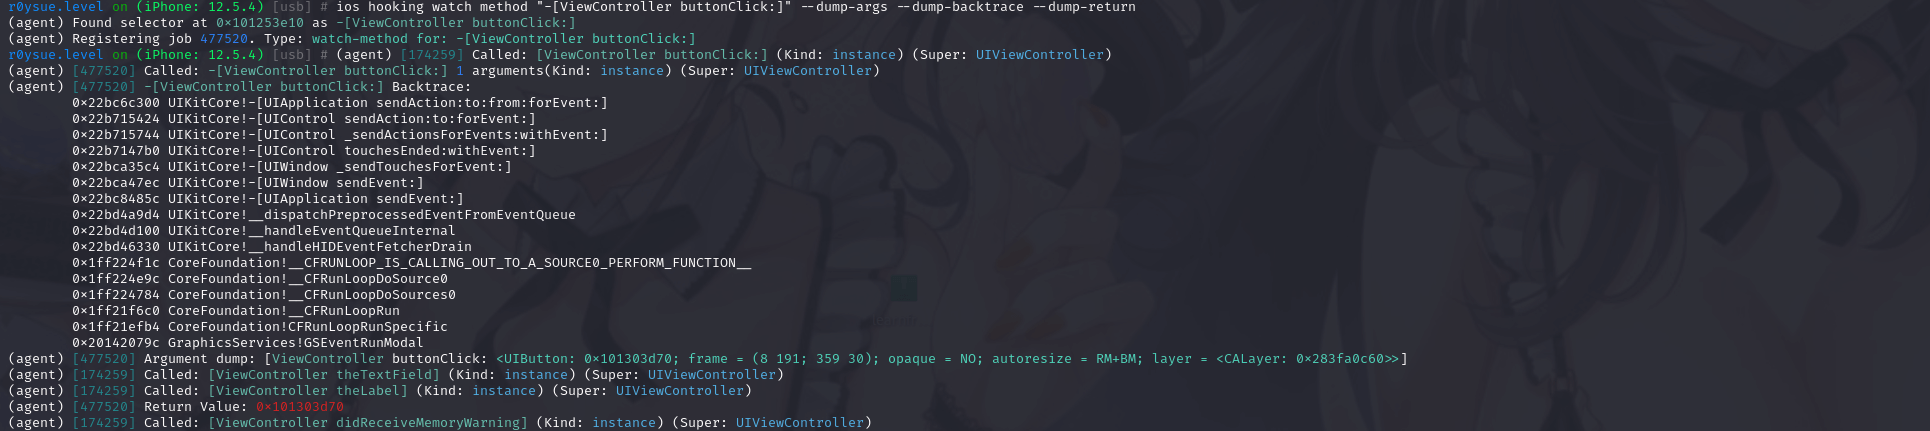 r0ysue.level on (iPhone: 12.5.4) [usb] # ios hooking watch method "-[ViewController buttonClick:]" --dump-args --dump-backtrace --dump-return
(agent) Found selector at 0×101253e10 as -[ViewController buttonClick:]
(agent) Registering job 477520. Type: watch-method for: -[ViewController buttonClick:]
r0ysue.level on (iPhone: 12.5.4) [usb] # (agent) [174259] Called: [ViewController buttonClick:] (Kind: instance) (Super: UIViewController)
(agent) [477520] Called: -[ViewController buttonClick:] 1 arguments(Kind: instance) (Super: UIViewController)
(agent) [477520] -[ViewController buttonClick:] Backtrace:
0×22bc6c300 UIKitCore!-[UIApplication sendAction:to:from:forEvent:]
0×22b715424 UIKitCore!-[UIControl sendAction:to:forEvent:]
0×22b715744 UIKitCore!-[UIControl _sendActionsForEvents:withEvent:]
0×22b7147b0 UIKitCore!-[UIControl touchesEnded:withEvent:]
0×22bca35c4 UIKitCore!-[UIWindow _sendTouchesForEvent:]
0×22bca47ec UIKitCore!-[UIWindow sendEvent:]
0×22bc8485c UIKitCore!-[UIApplication sendEvent:]
0×22bd4a9d4 UIKitCore!__dispatchPreprocessedEventFromEventQueue
0×22bd4d100 UIKitCore!__handleEventQueueInternal
0×22bd46330 UIKitCore!__handleHIDEventFetcherDrain
0×1ff224f1c CoreFoundation!__CFRUNLOOP_IS_CALLING_OUT_TO_A_SOURCE0_PERFORM_FUNCTION__
0×1ff224e9c CoreFoundation!__CFRunLoopDoSource0
0×1ff224784 CoreFoundation!__CFRunLoopDoSources0
0×1ff21f6c0 CoreFoundation!__CFRunLoopRun
0×1ff21efb4 CoreFoundation!CFRunLoopRunSpecific
0×20142079c GraphicsServices!GSEventRunModal
(agent) [477520] Argument dump: [ViewController buttonClick: <UIButton: 0×101303d70; frame = (8 191; 359 30); opaque = NO; autoresize = RM+BM; layer = <CALayer: 0×283fa0c60>>]
(agent) [174259] Called: [ViewController theTextField] (Kind: instance) (Super: UIViewController)
(agent) [174259] Called: [ViewController theLabel] (Kind: instance) (Super: UIViewController)
(agent) [477520] Return Value: 0×101303d70
(agent) [174259] Called: [ViewController didReceiveMemoryWarning] (Kind: instance) (Super: UIViewController)